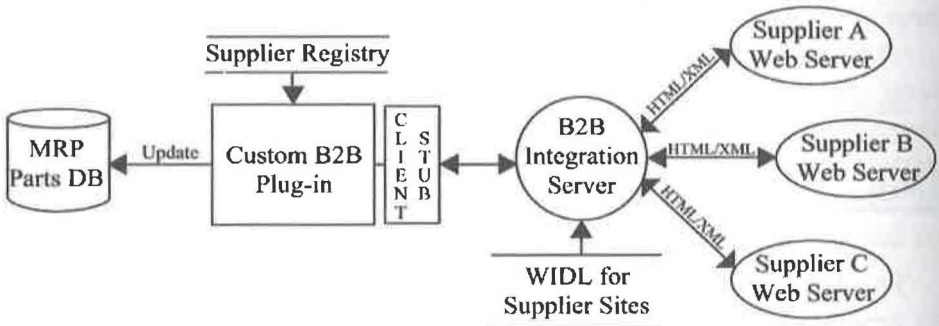 Supplier Registry
MRP
Parts DB
Update
Custom B2B
Plug-in
CLIENT
STUB
B2B
Integration
Server
WIDL for
Supplier Sites
HTML/XML
HTML/XML
HTML/XML
Supplier A
Web Server
Supplier B
Web Server
Supplier C
Web Server